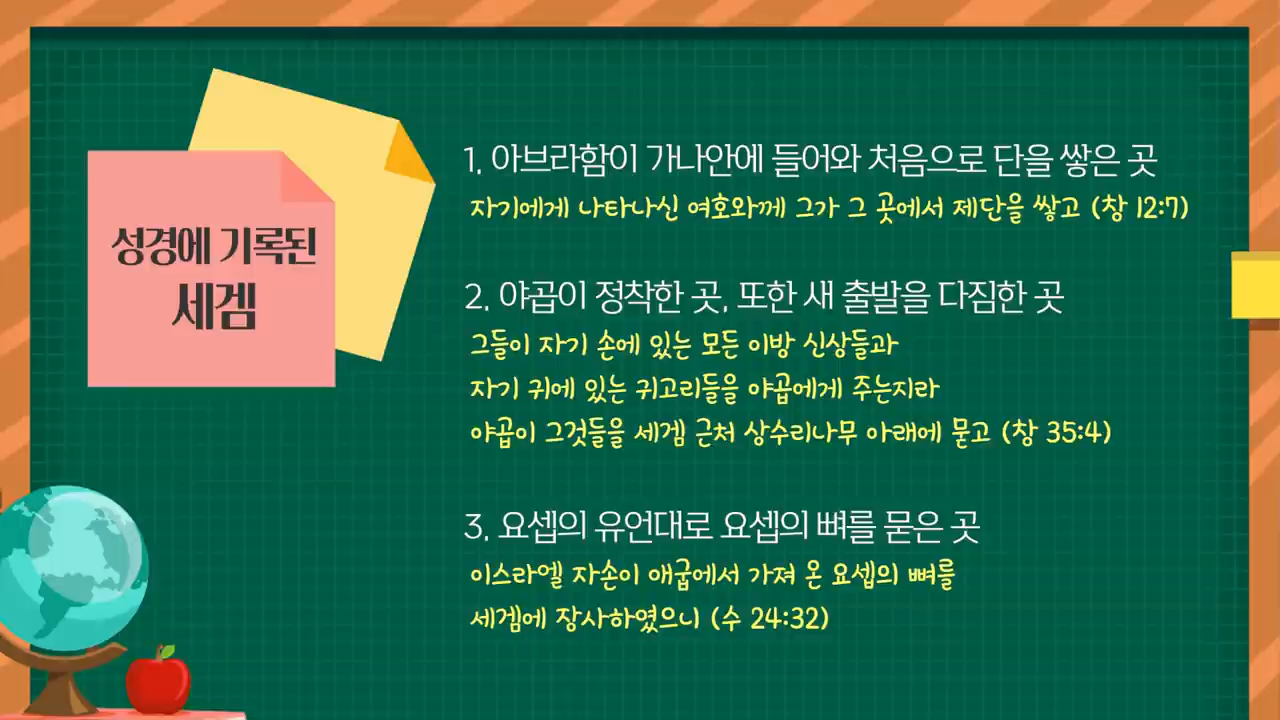 성경에 기록된
세겜
1. 아브라함이 가나안에 들어와 처음으로 단을 쌓은 곳
자기에게 나타나신 여호와께 그가 그 곳에서 제단을 쌓고 (창 12:7)
2. 야곱이 정착한 곳, 또한 새 출발을 다짐한 곳
그들이 자기 손에 있는 모든 이방 신상들과
자기 귀에 있는 귀고리들을 야곱에게 주는지라
야곱이 그것들을 세겜 근처 상수리나무 아래에 묻고 (창 35:4)
3. 요셉의 유언대로 요셉의 뼈를 묻은 곳
이스라엘 자손이 애굽에서 가져 온 요셉의 뼈를
세겜에 장사하였으니 (수 24:32)